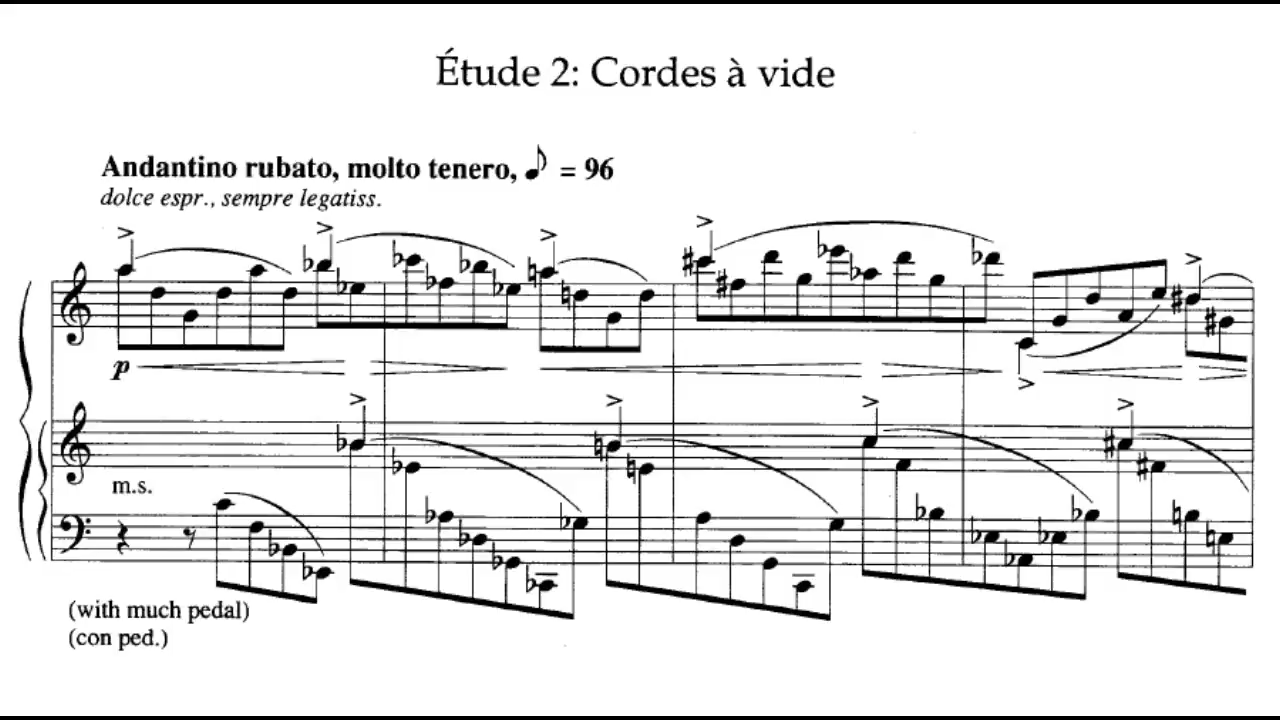 Étude 2: Cordes à vide
Andantino rubato, molto tenero, ♪ = 96
dolce espr., sempre legatiss.
p
m.s.
(with much pedal)
(con ped.)